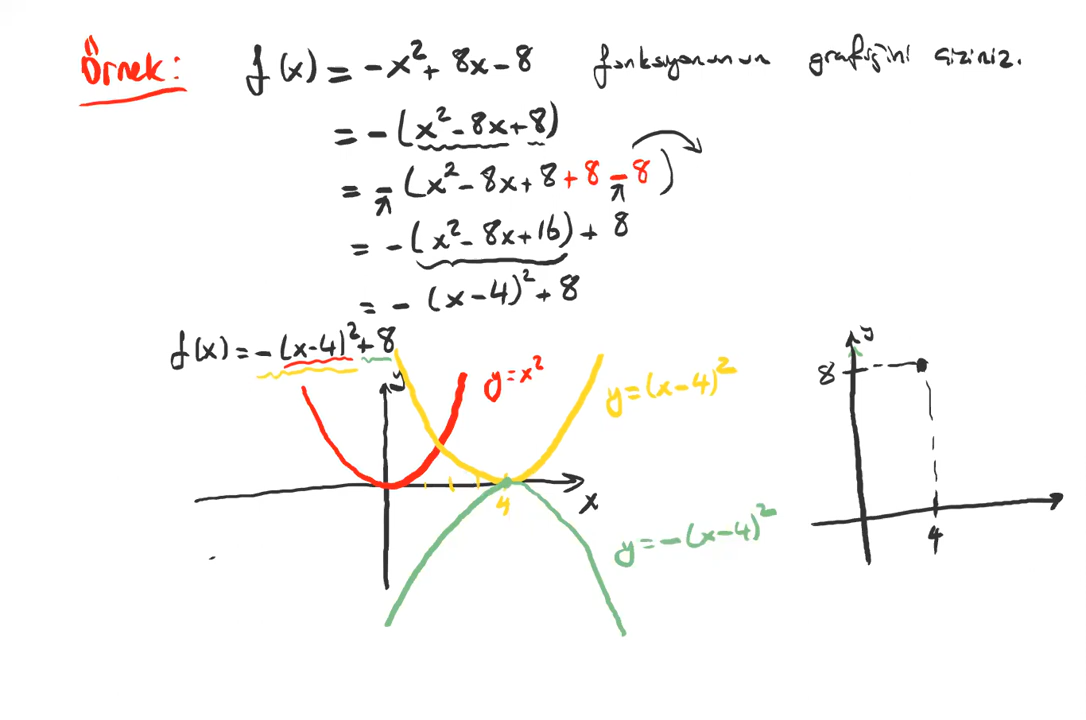 Örnek: f(x) = -x² + 8x - 8 fonksiyonunun grafiğini çiziniz.
= - (x² - 8x + 8)
= - (x² - 8x + 8 + 8 - 8)
= - (x² - 8x + 16) + 8
= - (x - 4)² + 8
f(x) = - (x-4)² + 8
y
y = x²
y = (x-4)²
x
4
y = - (x-4)²
y
8
4